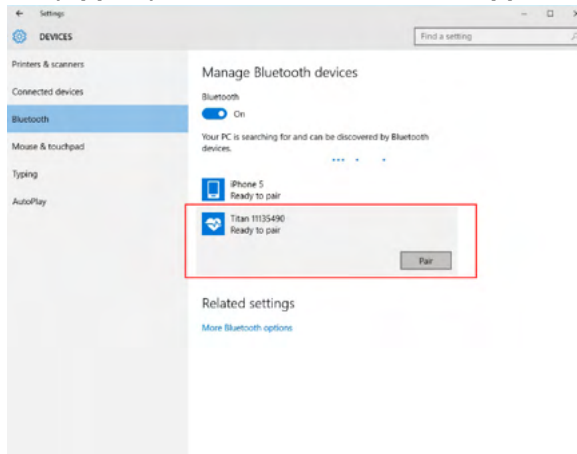 Settings
DEVICES
Find a setting
Printers & scanners
Connected devices
Bluetooth
Mouse & touchpad
Typing
AutoPlay
Manage Bluetooth devices
Bluetooth
On
Your PC is searching for and can be discovered by Bluetooth
devices.
iPhone 5
Ready to pair
Titan 11135490
Ready to pair
Pair
Related settings
More Bluetooth options